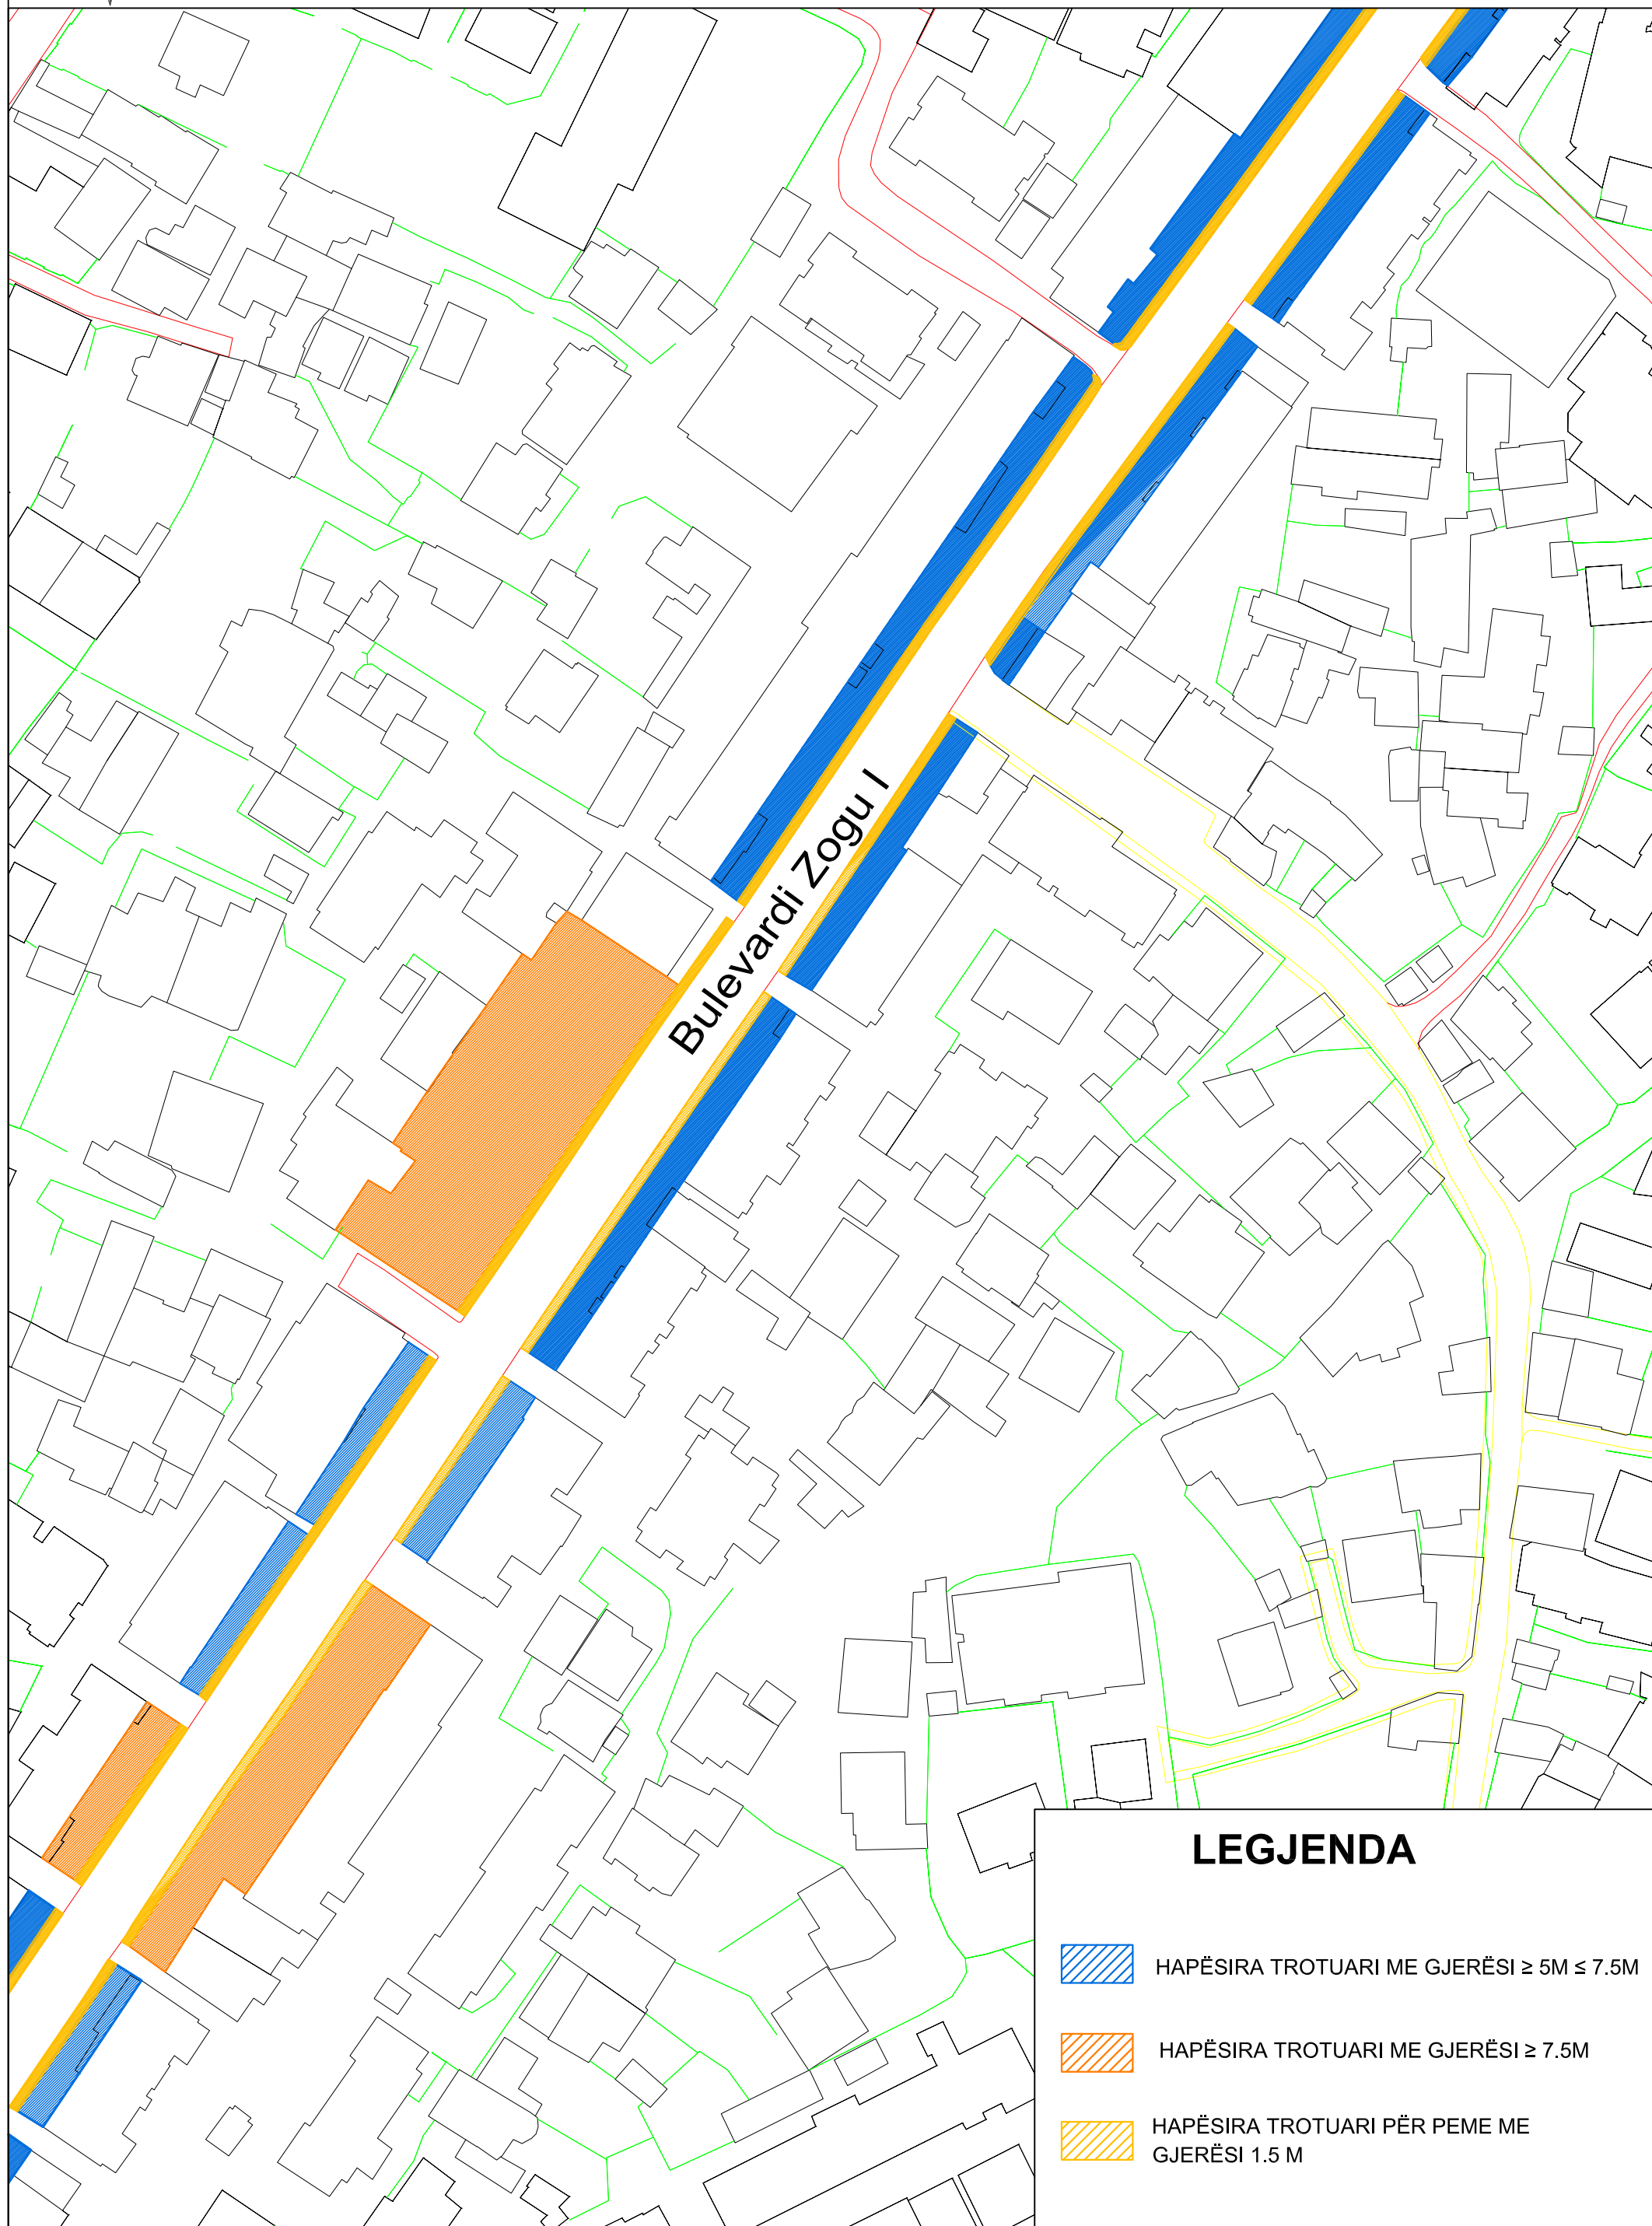 Bulevardi Zogu I
LEGJENDA
HAPËSIRA TROTUARI ME GJERËSI ≥ 5M ≤ 7.5M
HAPËSIRA TROTUARI ME GJERËSI ≥ 7.5M
HAPËSIRA TROTUARI PËR PEME ME
GJERËSI 1.5 M